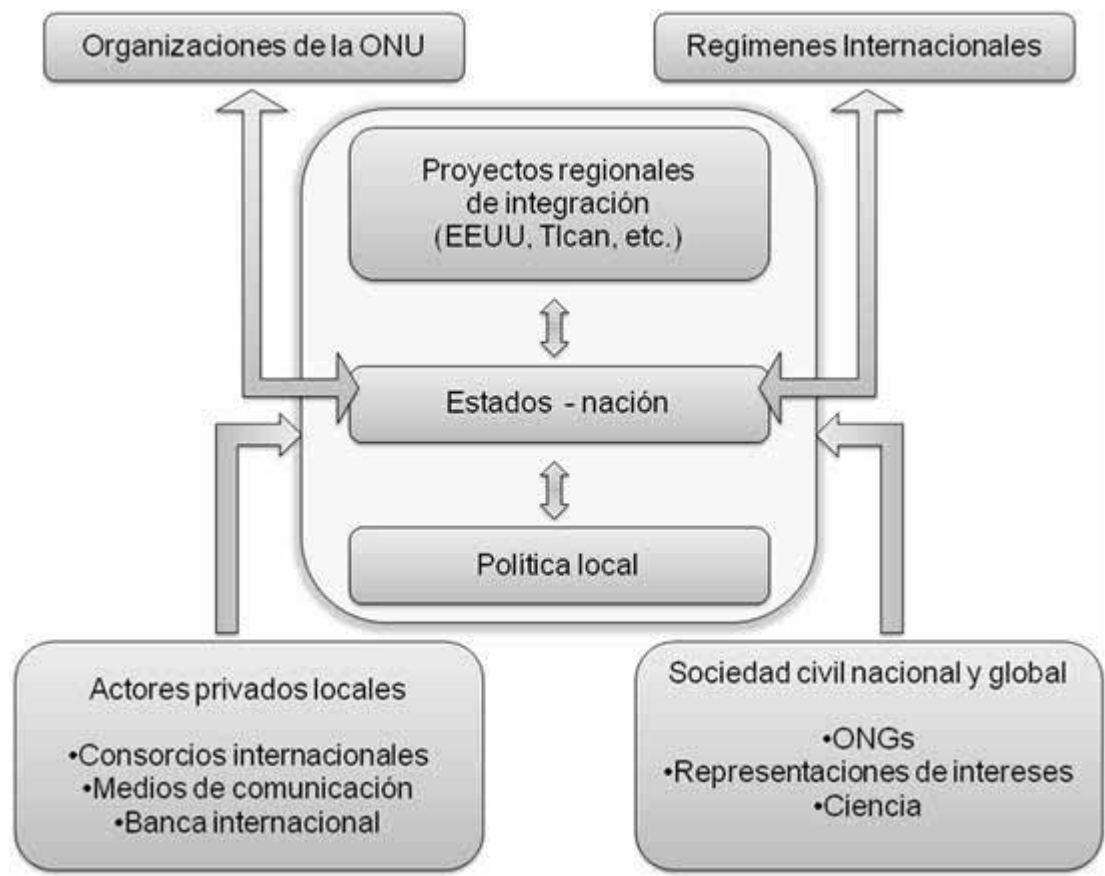 Organizaciones de la ONU
Regímenes Internacionales
Proyectos regionales
de integración
(EEUU, Tlcan, etc.)
Estados - nación
Política local
Actores privados locales
•Consorcios internacionales
•Medios de comunicación
•Banca internacional
Sociedad civil nacional y global
•ONGs
•Representaciones de intereses
•Ciencia